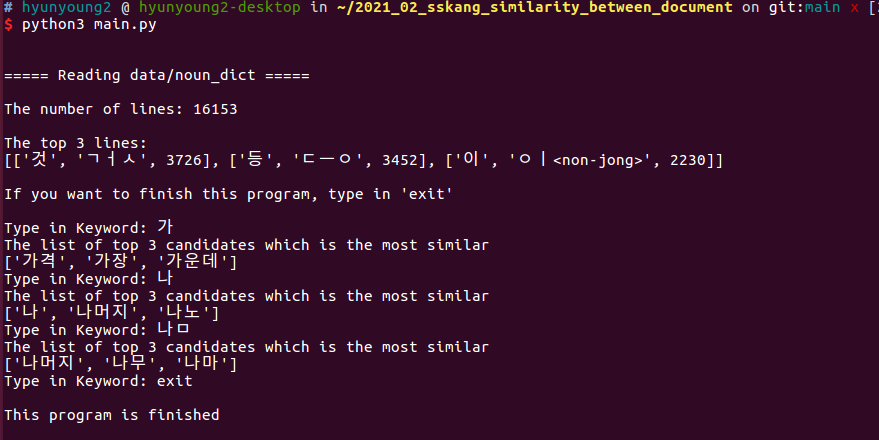 # hyunyoung2 @ hyunyoung2-desktop in ~/2021_02_sskang_similarity_between_document on git:main x [
$ python3 main.py
===== Reading data/noun_dict =====
The number of lines: 16153
The top 3 lines:
[['것', 'ㄱㅓㅅ', 3726], ['등', 'ㄷㅡㅇ', 3452], ['이', 'ㅇㅣ<non-jong>', 2230]]
If you want to finish this program, type in 'exit'
Type in Keyword: 가
The list of top 3 candidates which is the most similar
['가격', '가장', '가운데']
Type in Keyword: 나
The list of top 3 candidates which is the most similar
['나', '나머지', '나노']
Type in Keyword: 나ㅁ
The list of top 3 candidates which is the most similar
['나머지', '나무', '나마']
Type in Keyword: exit
This program is finished